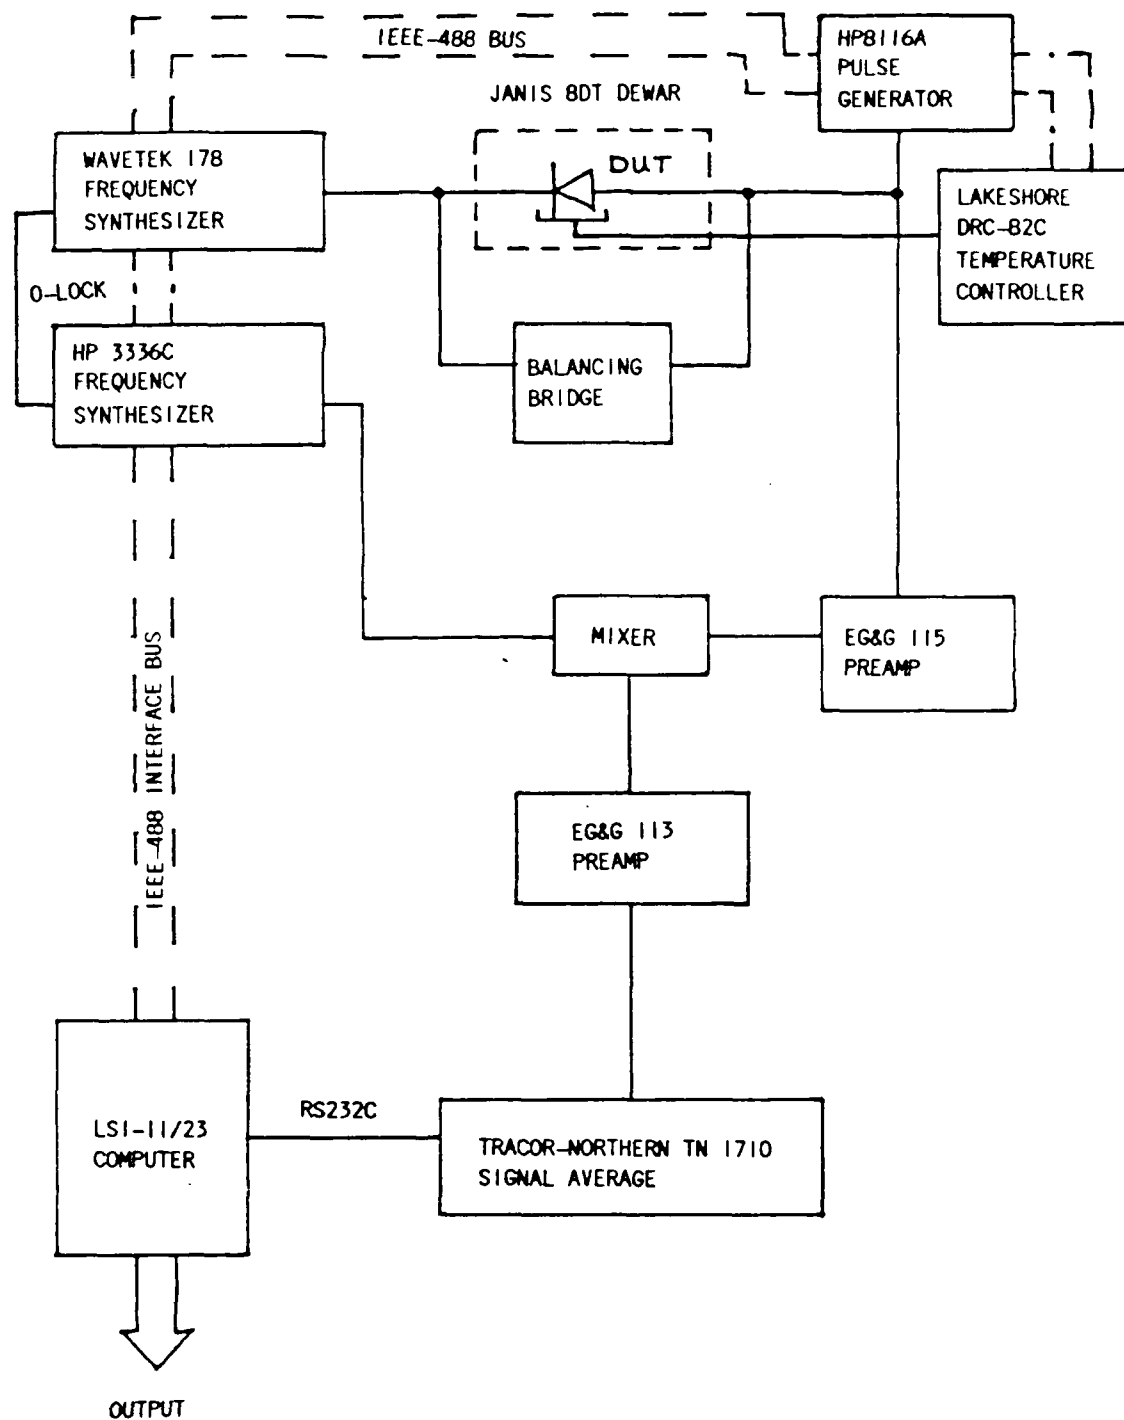 IEEE-488 BUS
HP8116A
PULSE
GENERATOR
JANIS 8DT DEWAR
WAVETEK 178
FREQUENCY
SYNTHESIZER
DUT
LAKESHORE
DRC-82C
TEMPERATURE
CONTROLLER
O-LOCK
HP 3336C
FREQUENCY
SYNTHESIZER
BALANCING
BRIDGE
MIXER
EG&G 115
PREAMP
IEEE-488 INTERFACE BUS
EG&G 113
PREAMP
LSI-11/23
COMPUTER
RS232C
TRACOR-NORTHERN TN 1710
SIGNAL AVERAGE
OUTPUT